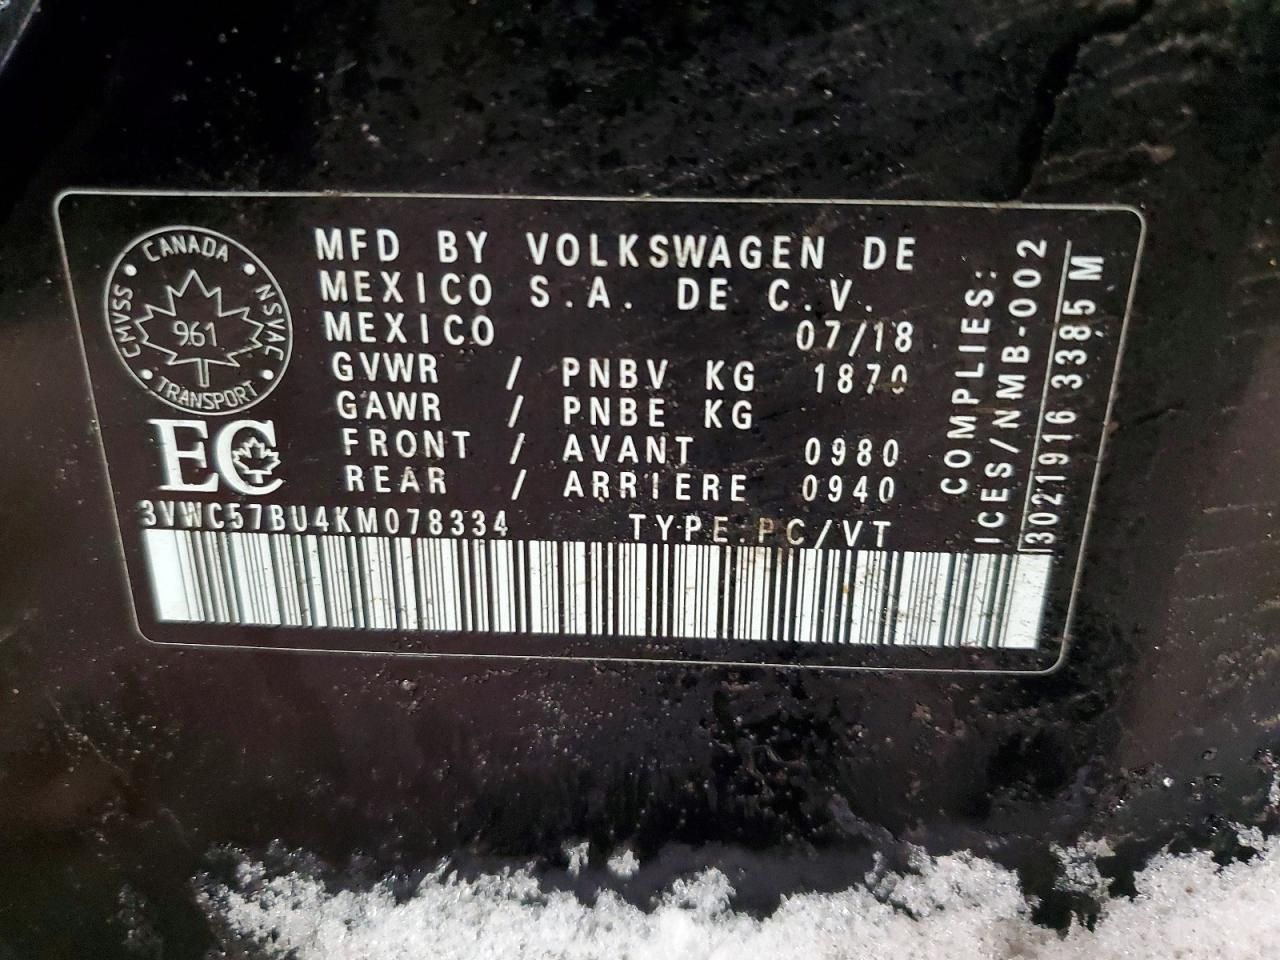 CANADA
CMVSS
NSVAC
961
TRANSPORT
EC
MFD BY VOLKSWAGEN DE
MEXICO S.A. DE C.V.
MEXICO 07/18
GVWR / PNBV KG 1870
GAWR / PNBE KG
FRONT / AVANT 0980
REAR / ARRIERE 0940
3VWC57BU4KM078334 TYPE:PC/VT
COMPLIES:
ICES/NMB-002
3021916 3385 M